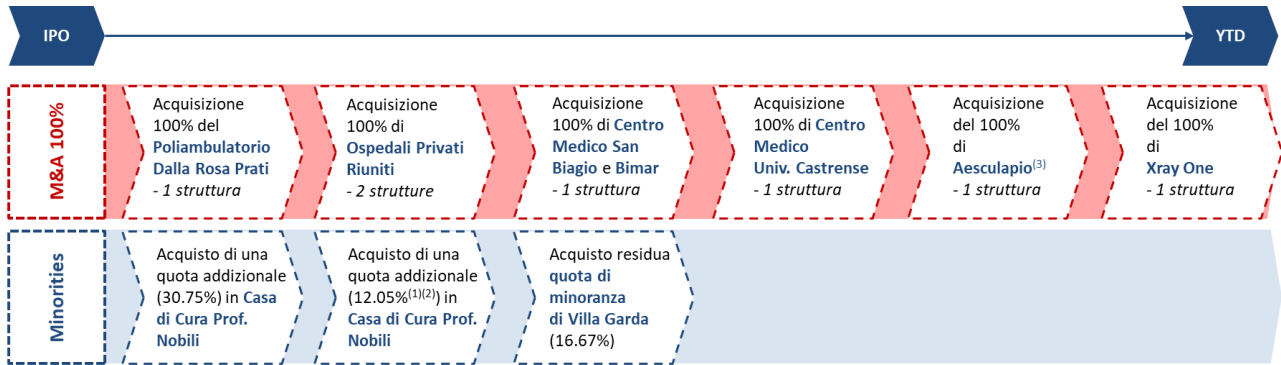 IPO
YTD
M&A 100%
Acquisizione
100% del
Poliambulatorio
Dalla Rosa Prati
- 1 struttura
Acquisizione
100% di
Ospedali Privati
Riuniti
- 2 strutture
Acquisizione
100% di Centro
Medico San
Biagio e Bimar
- 1 struttura
Acquisizione
100% di Centro
Medico
Univ. Castrense
- 1 struttura
Acquisizione
del 100%
di
Aesculapio(3)
- 1 struttura
Acquisizione
del 100%
di
Xray One
- 1 struttura
Minorities
Acquisto di una
quota addizionale
(30.75%) in Casa
di Cura Prof.
Nobili
Acquisto di una
quota addizionale
(12.05%(1)(2)) in
Casa di Cura Prof.
Nobili
Acquisto residua
quota di
minoranza
di Villa Garda
(16.67%)